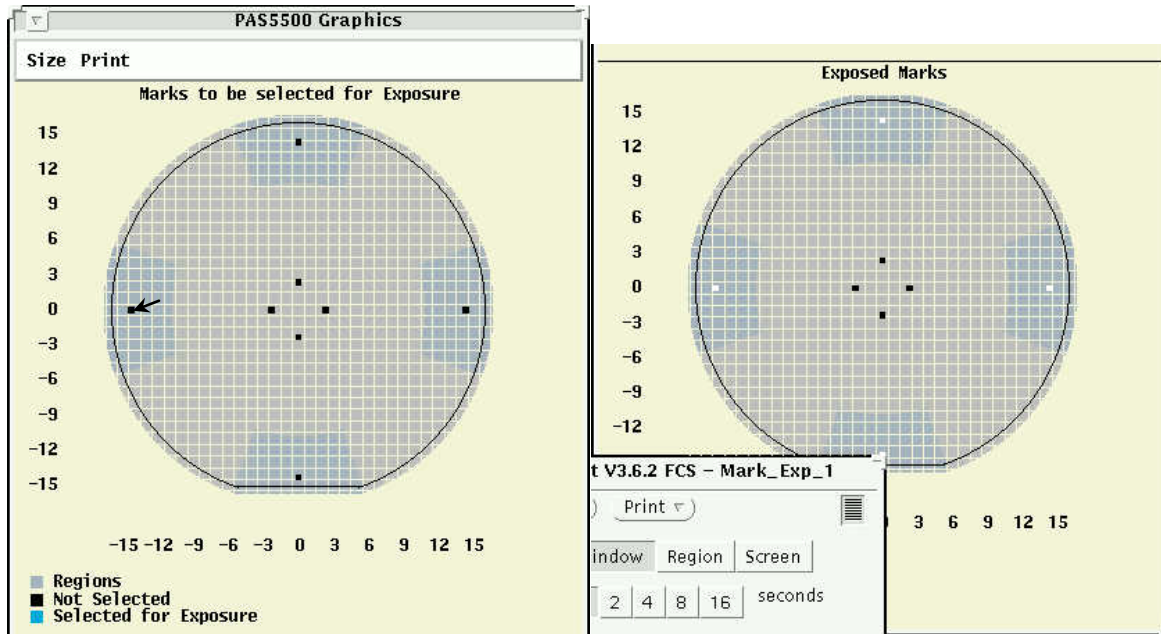 PAS5500 Graphics
Size Print
Marks to be selected for Exposure
15
12
9
6
3
0
-3
-6
-9
-12
-15
-15 -12 -9 -6 -3 0 3 6 9 12 15
Regions
Not Selected
Selected for Exposure
Exposed Marks
15
12
9
6
3
0
-3
-6
-9
-12
3 6 9 12 15
t V3.6.2 FCS - Mark_Exp_1
) Print
indow Region Screen
2 4 8 16 seconds